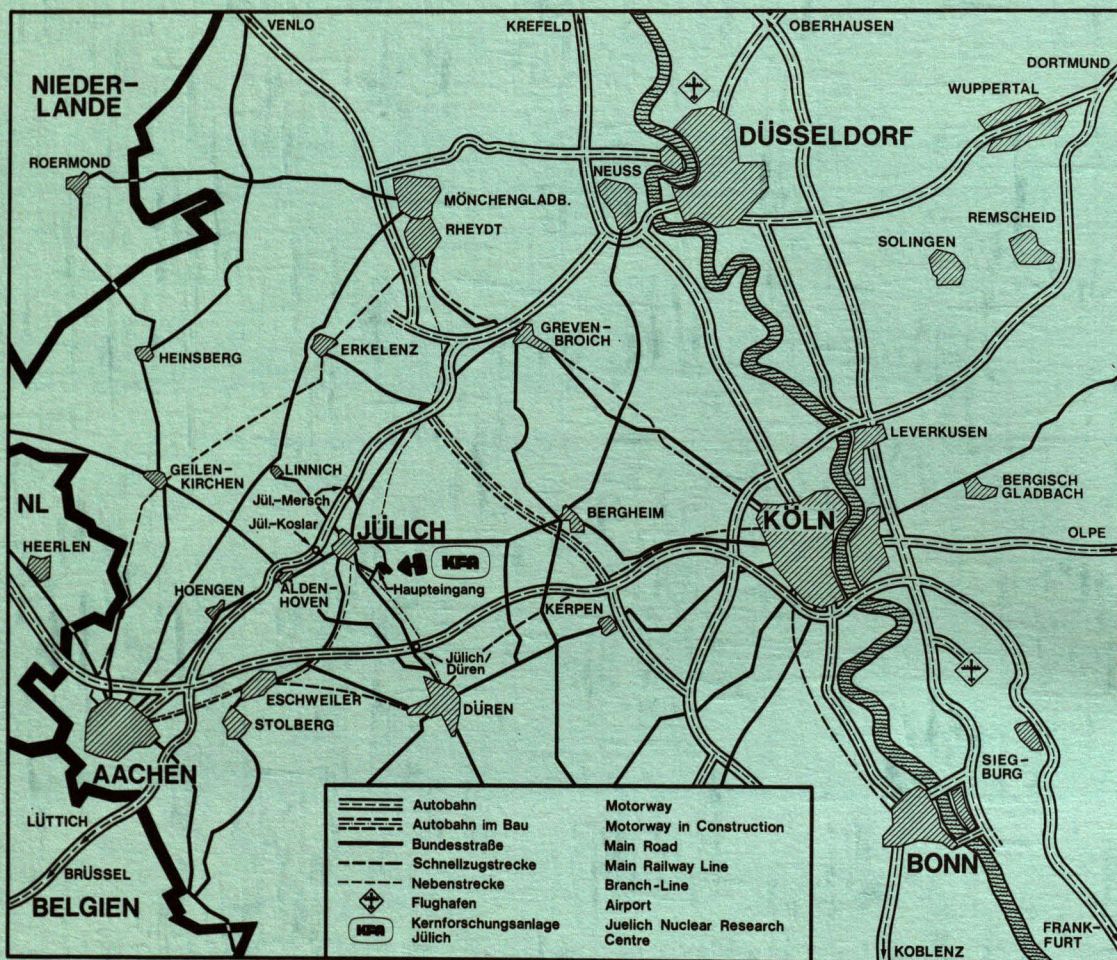 VENLO
KREFELD
OBERHAUSEN
DORTMUND
NIEDER-
LANDE
WUPPERTAL
DÜSSELDORF
ROERMOND
NEUSS
MÖNCHENGLADB.
RHEYDT
REMSCHEID
SOLINGEN
GREVEN-
BROICH
ERKELENZ
HEINSBERG
LEVERKUSEN
GEILEN-
KIRCHEN
LINNICH
BERGISCH
GLADBACH
NL
Jül.-Mersch
BERGHEIM
KÖLN
Jül.-Koslar
JÜLICH
OLPE
HEERLEN
KFA
HOENGEN
ALDEN-
HOVEN
Haupteingang
KERPEN
Jülich/
Düren
ESCHWEILER
DÜREN
STOLBERG
AACHEN
SIEG-
BURG
LÜTTICH
BONN
BRÜSSEL
BELGIEN
FRANK-
FURT
KOBLENZ
Autobahn Motorway
Autobahn im Bau Motorway in Construction
Bundesstraße Main Road
Schnellzugstrecke Main Railway Line
Nebenstrecke Branch-Line
Flughafen Airport
KFA Kernforschungsanlage Juelich Nuclear Research
Jülich Centre